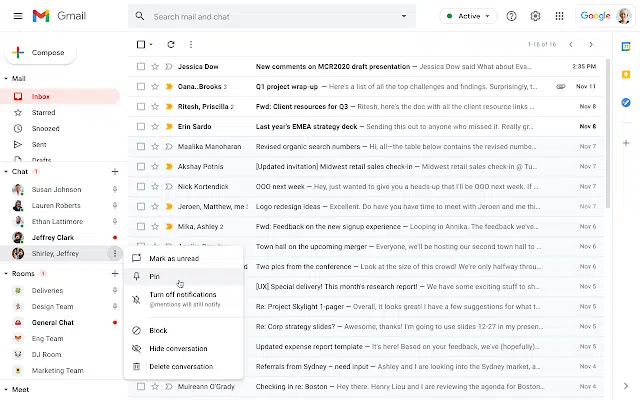 Gmail
Search mail and chat
Active
Google
Compose
1-16 of 16
Mail
Inbox
Starred
Snoozed
Sent
Drafts
Chat 1
Susan Johnson
Lauren Roberts
Ethan Lattimore
Jeffrey Clark
Shirley, Jeffrey
Rooms 1
Deliveries
Design Team
General Chat
Eng Team
DJ Room
Marketing Team
Meet
Jessica Dow New comments on MCR2020 draft presentation — Jessica Dow said What about Eva... 2:35 PM
Oana..Brooks 3 Q1 project wrap-up — Here's a list of all the top challenges and findings. Surprisingly, t... Nov 11
Ritesh, Priscilla 2 Fwd: Client resources for Q3 — Ritesh, here's the doc with all the client resource links ... Nov 8
Erin Sardo Last year's EMEA strategy deck — Sending this out to anyone who missed it. Really gr... Nov 8
Maalika Manoharan Revised organic search numbers — Hi, all—the table below contains the revised numbe... Nov 7
Akshay Potnis [Updated invitation] Midwest retail sales check-in — Midwest retail sales check-in @ Tu... Nov 7
Nick Kortendick OOO next week — Hey, just wanted to give you a heads-up that I'll be OOO next week. If ... Nov 7
Jeroen, Matthew, me 3 Logo redesign ideas — Excellent. Do you have time to meet with Jeroen and me thi... Nov 7
Mika, Ashley 2 Fwd: Feedback on the new signup experience — Looping in Annika. The feedback we've... Nov 7
Town hall on the upcoming merger — Everyone, we'll be hosting our second town hall to ... Nov 6
Two pics from the conference — Look at the size of this crowd! We're only halfway throu... Nov 6
[UX] Special delivery! This month's research report! — We have some exciting stuff to sh... Nov 5
Re: Project Skylight 1-pager — Overall, it looks great! I have a few suggestions for what t... Nov 5
Re: Corp strategy slides? — Awesome, thanks! I'm going to use slides 12-27 in my presen... Nov 5
Updated expense report template — It's here! Based on your feedback, we've (hopefully)... Nov 5
Referrals from Sydney – need input — Ashley and I are looking into the Sydney market, a... Nov 4
Muireann O'Grady Checking in re: Boston — Hey there. Henry Liou and I are reviewing the agenda for Boston... Nov 4
Mark as unread
Pin
Turn off notifications
@mentions will still notify
Block
Hide conversation
Delete conversation